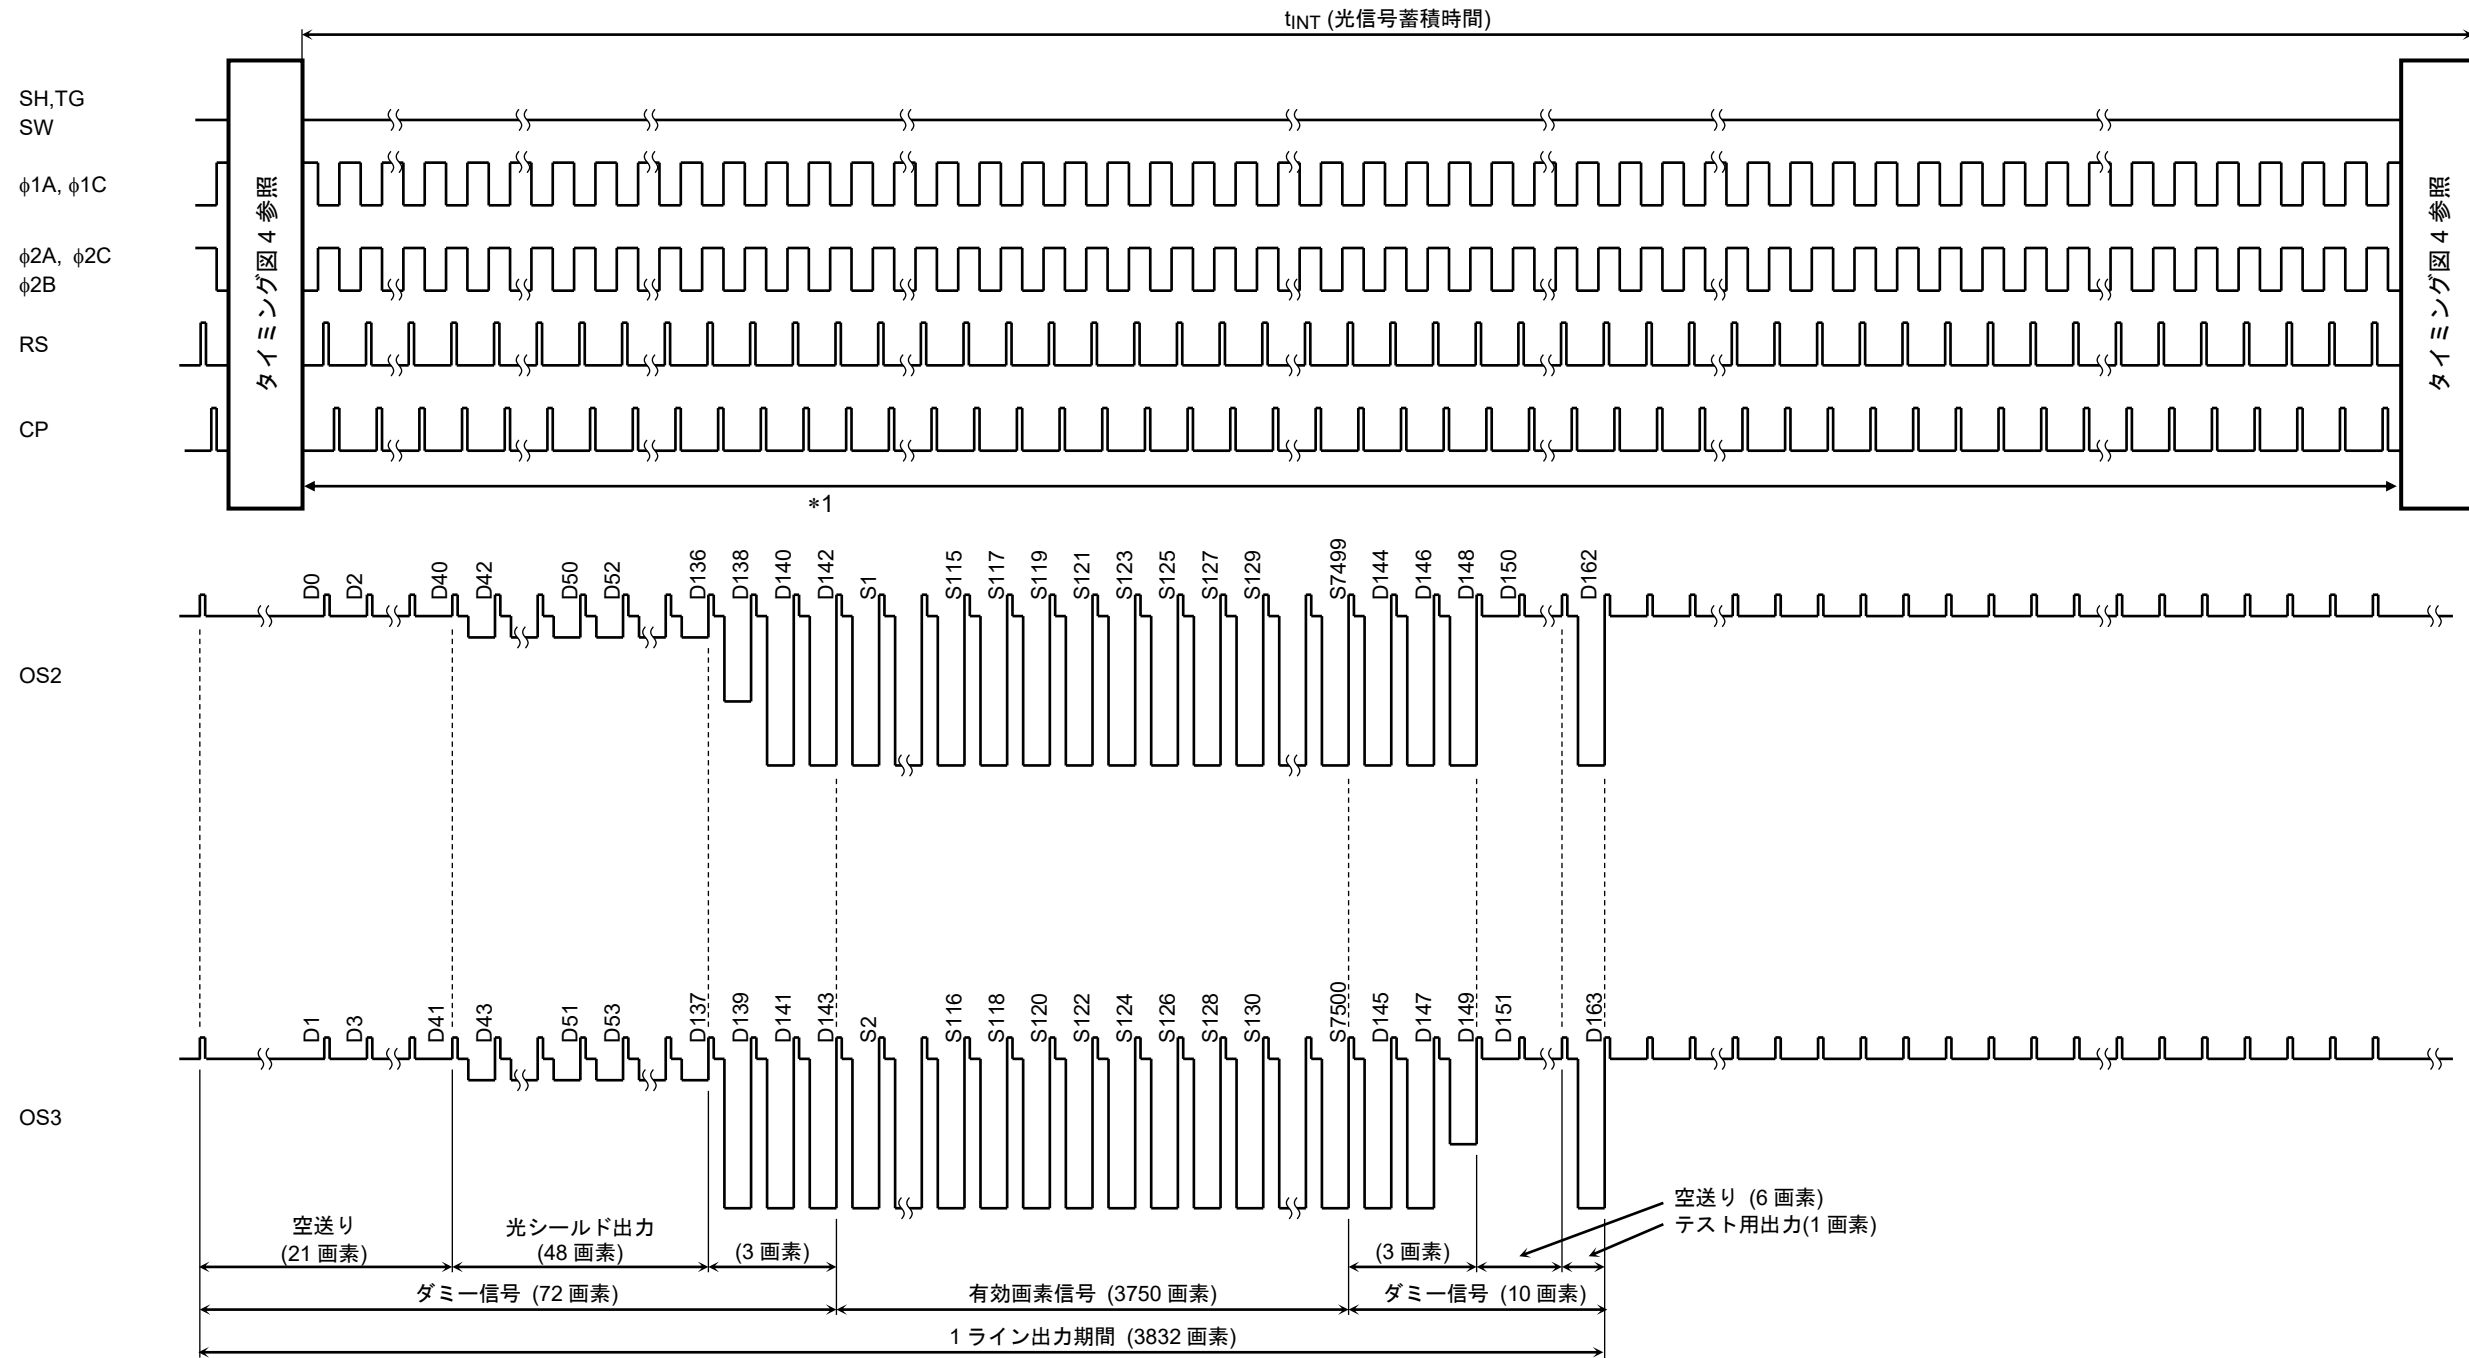 tINT (光信号蓄積時間)
SH,TG
SW
ϕ1A, ϕ1C
ϕ2A, ϕ2C
ϕ2B
RS
CP
タイミング図 4 参照
タイミング図 4 参照
*1
D0 D2 D40 D42 D50 D52 D136 D138 D140 D142 S1 S115 S117 S119 S121 S123 S125 S127 S129 S7499 D144 D146 D148 D150 D162
OS2
D1 D3 D41 D43 D51 D53 D137 D139 D141 D143 S2 S116 S118 S120 S122 S124 S126 S128 S130 S7500 D145 D147 D149 D151 D163
OS3
空送り
(21 画素)
光シールド出力
(48 画素)
(3 画素)
(3 画素)
空送り (6 画素)
テスト用出力(1 画素)
ダミー信号 (72 画素)
有効画素信号 (3750 画素)
ダミー信号 (10 画素)
1 ライン出力期間 (3832 画素)